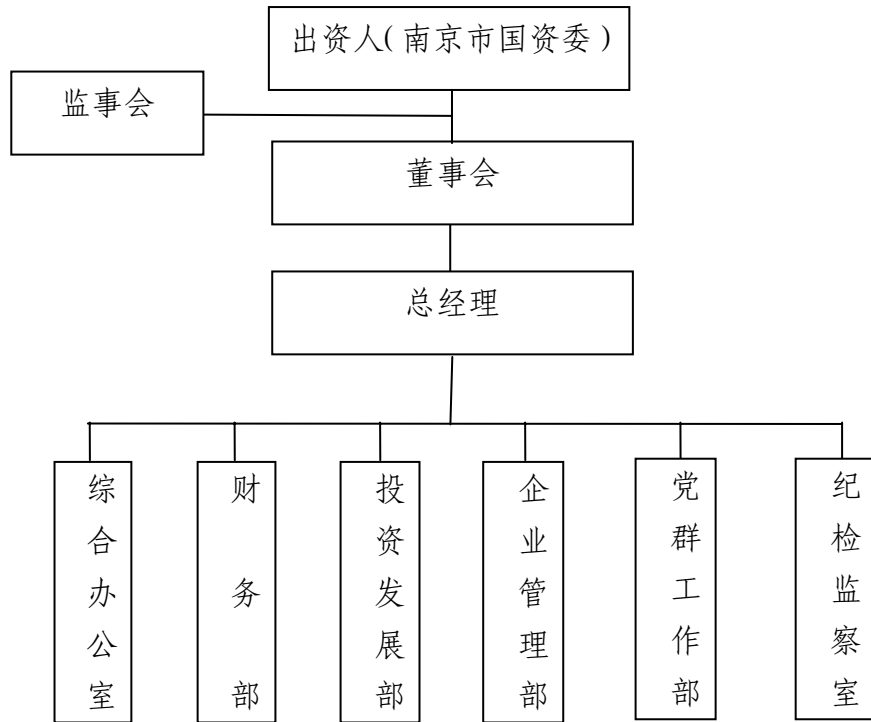 出资人(南京市国资委)
监事会
董事会
总经理
综合办公室
财务部
投资发展部
企业管理部
党群工作部
纪检监察室